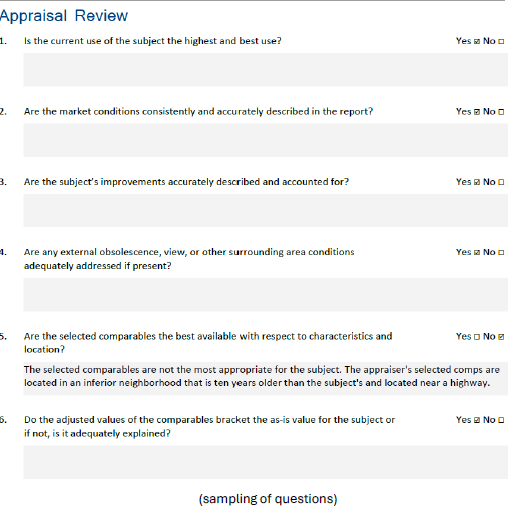 Appraisal Review
1. Is the current use of the subject the highest and best use? Yes ☑ No ☐
2. Are the market conditions consistently and accurately described in the report? Yes ☑ No ☐
3. Are the subject's improvements accurately described and accounted for? Yes ☑ No ☐
4. Are any external obsolescence, view, or other surrounding area conditions Yes ☑ No ☐
adequately addressed if present?
5. Are the selected comparables the best available with respect to characteristics and Yes ☐ No ☑
location?
The selected comparables are not the most appropriate for the subject. The appraiser's selected comps are
located in an inferior neighborhood that is ten years older than the subject's and located near a highway.
6. Do the adjusted values of the comparables bracket the as-is value for the subject or Yes ☑ No ☐
if not, is it adequately explained?
(sampling of questions)